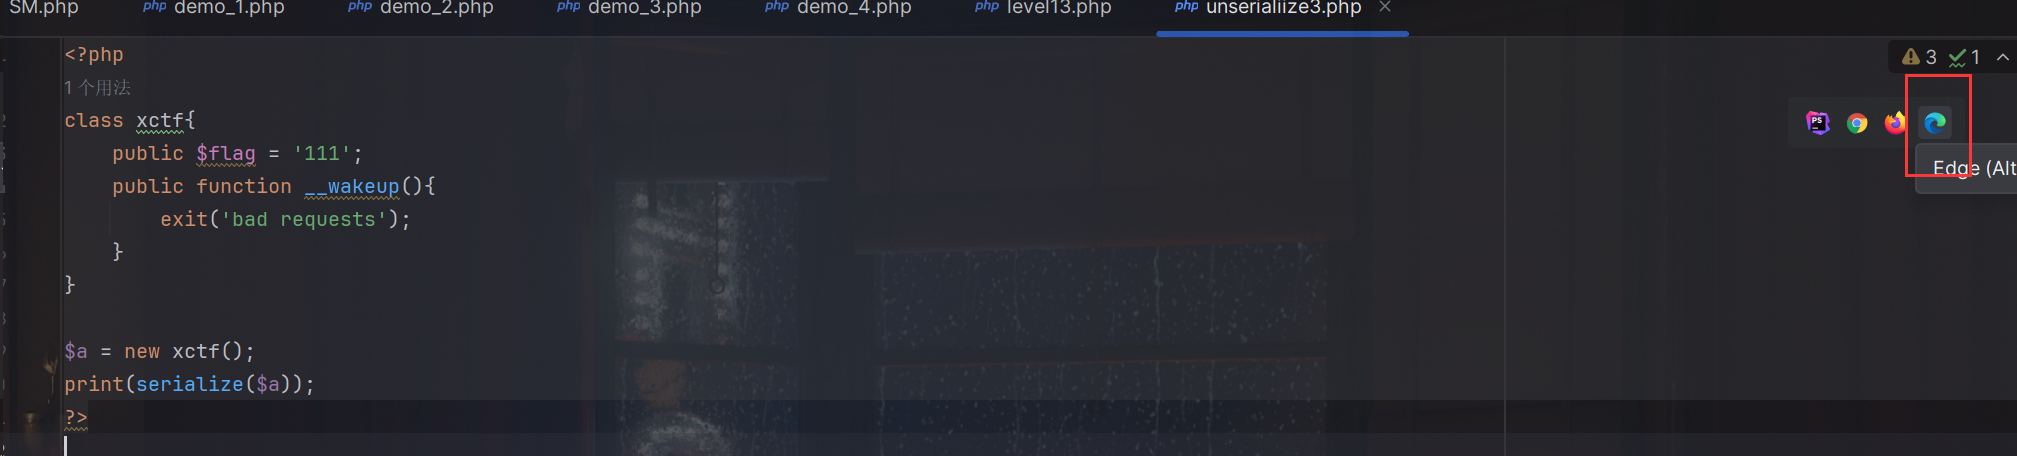 SM.php php demo_1.php php demo_2.php php demo_3.php php demo_4.php php level13.php php unserialiize3.php ×
<?php
3 1
1 个用法
class xctf{
PS
public $flag = '111';
Edge (Alt
public function __wakeup(){
exit('bad requests');
}
}
$a = new xctf();
print(serialize($a));
?>